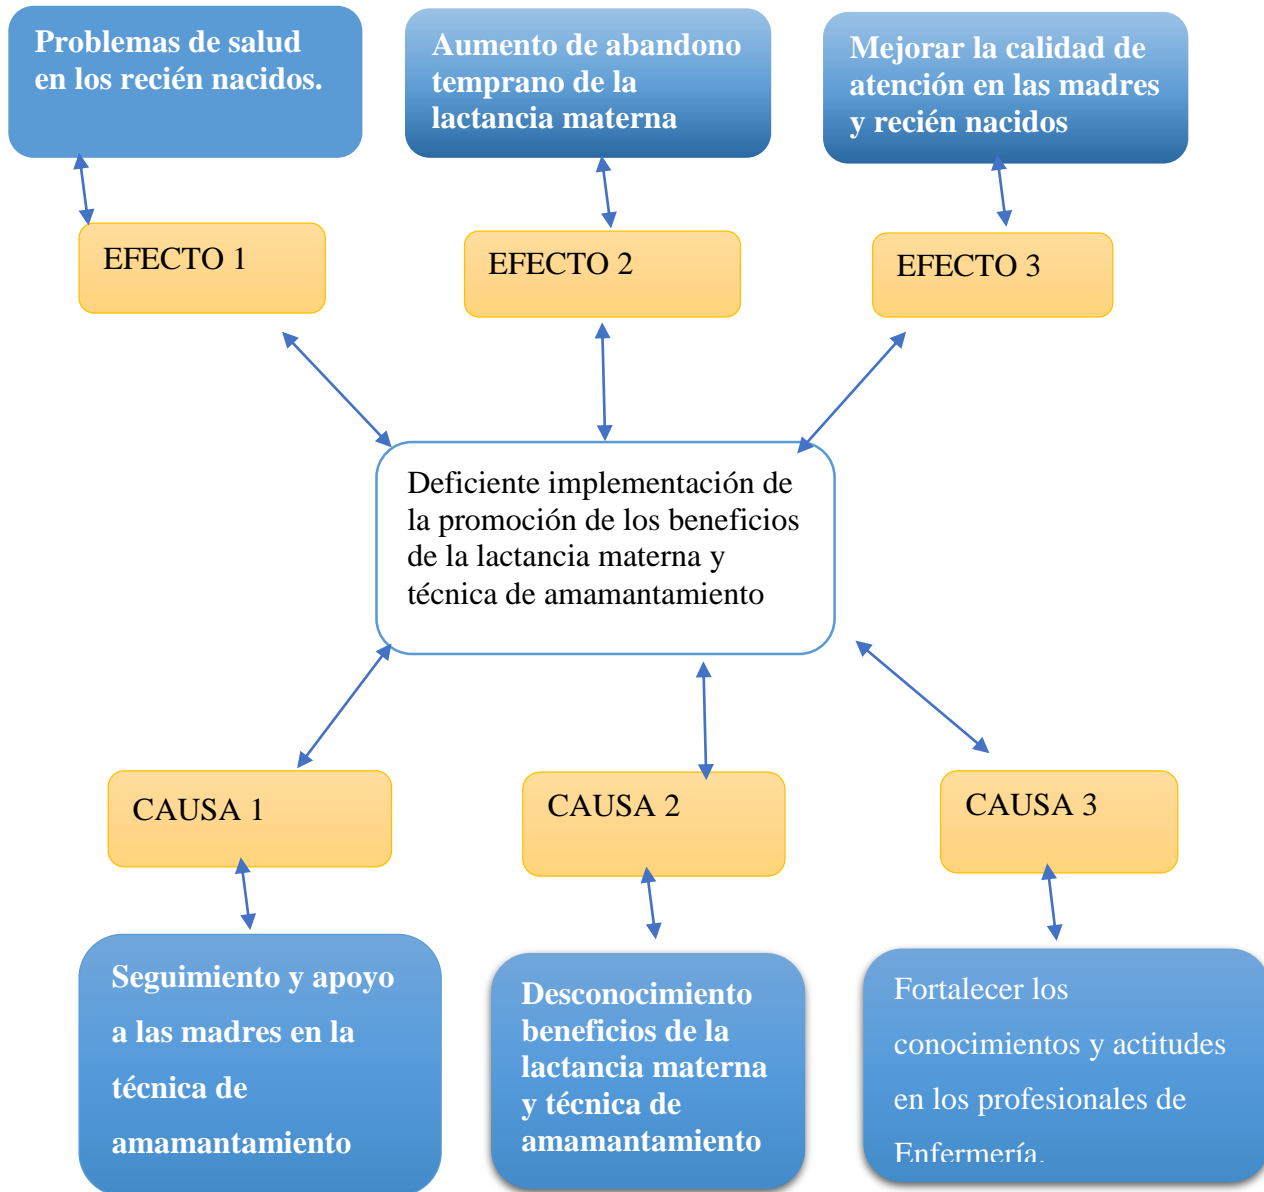 Problemas de salud
en los recién nacidos.
Aumento de abandono
temprano de la
lactancia materna
Mejorar la calidad de
atención en las madres
y recién nacidos
EFECTO 1
EFECTO 2
EFECTO 3
Deficiente implementación de
la promoción de los beneficios
de la lactancia materna y
técnica de amamantamiento
CAUSA 1
CAUSA 2
CAUSA 3
Seguimiento y apoyo
a las madres en la
técnica de
amamantamiento
Desconocimiento
beneficios de la
lactancia materna
y técnica de
amamantamiento
Fortalecer los
conocimientos y actitudes
en los profesionales de
Enfermería.